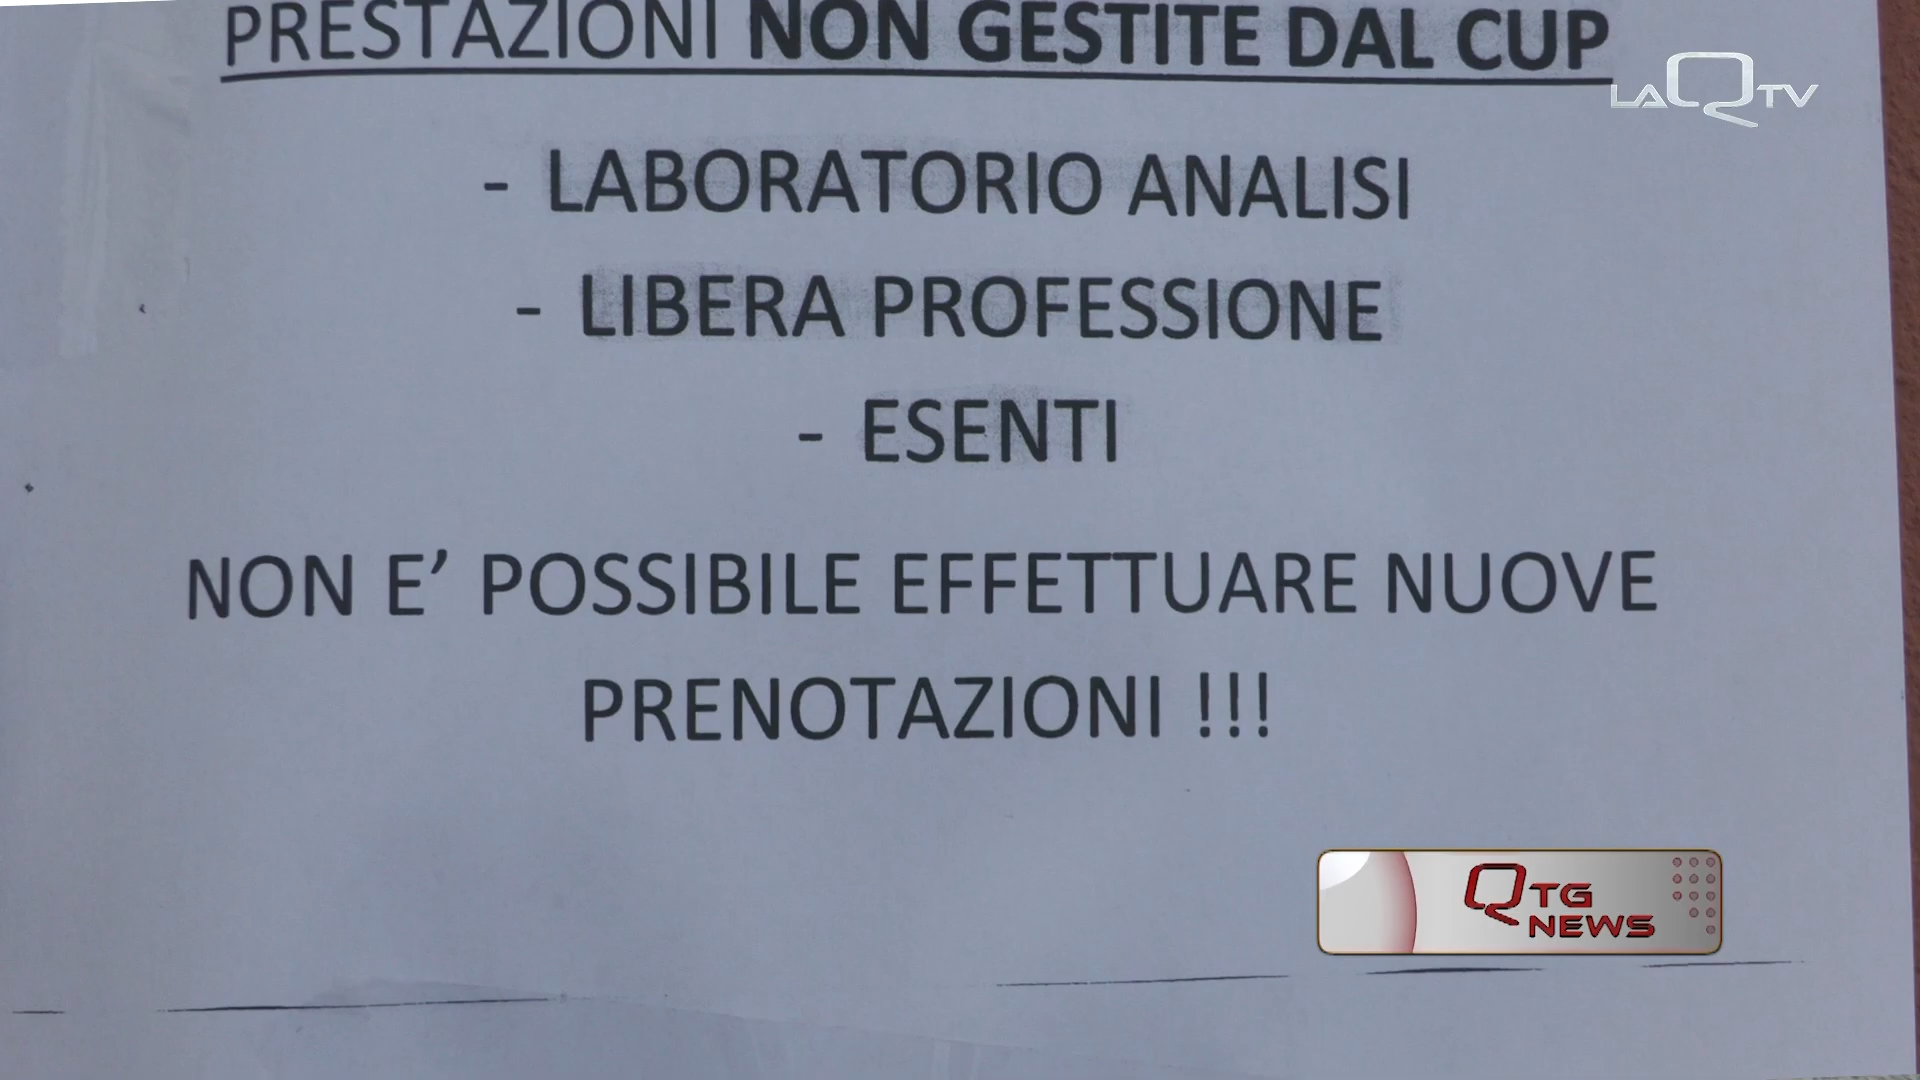 PRESTAZIONI NON GESTITE DAL CUP
LAQTV
- LABORATORIO ANALISI
- LIBERA PROFESSIONE
- ESENTI
NON E’ POSSIBILE EFFETTUARE NUOVE
PRENOTAZIONI !!!
QTG
NEWS